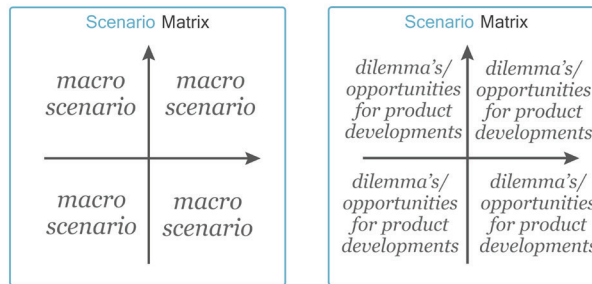 Scenario Matrix
macro
scenario
macro
scenario
macro
scenario
macro
scenario
Scenario Matrix
dilemma's/
opportunities
for product
developments
dilemma's/
opportunities
for product
developments
dilemma's/
opportunities
for product
developments
dilemma's/
opportunities
for product
developments